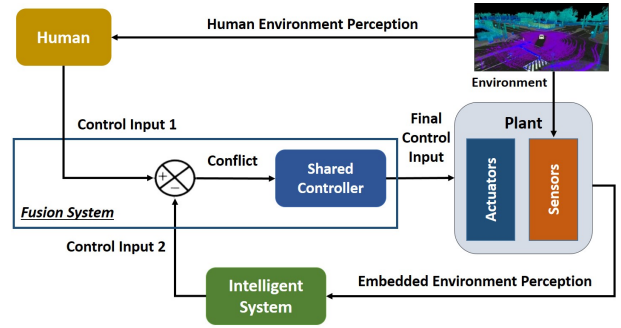 Human
Human Environment Perception
Environment
Control Input 1
Final
Control
Input
Plant
Actuators
Sensors
+
−
Conflict
Shared
Controller
Fusion System
Control Input 2
Intelligent
System
Embedded Environment Perception